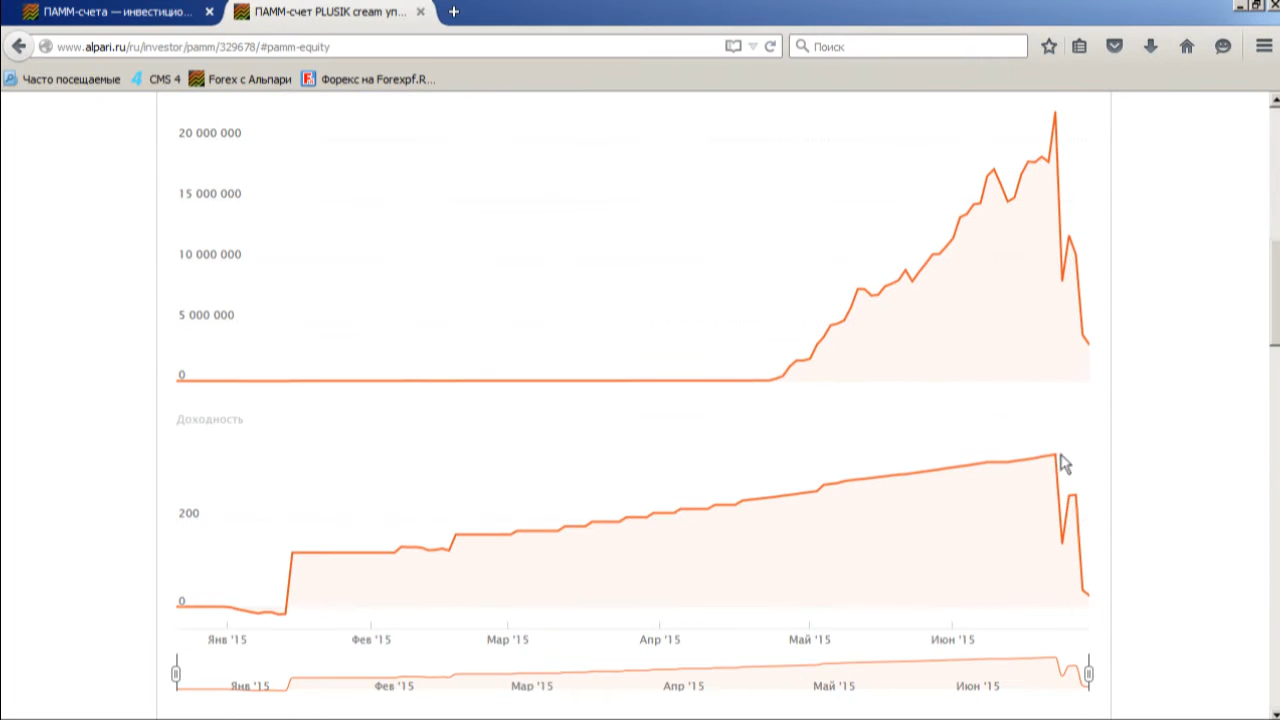 ПАММ-счета — инвестицио...
ПАММ-счет PLUSIK cream уп...
www.alpari.ru/ru/investor/pamm/329678/#pamm-equity
Поиск
Часто посещаемые
CMS 4
Forex с Альпари
Форекс на Forexpf.R...
20 000 000
15 000 000
10 000 000
5 000 000
0
Доходность
200
0
Янв '15 Фев '15 Мар '15 Апр '15 Май '15 Июн '15
Янв '15 Фев '15 Мар '15 Апр '15 Май '15 Июн '15